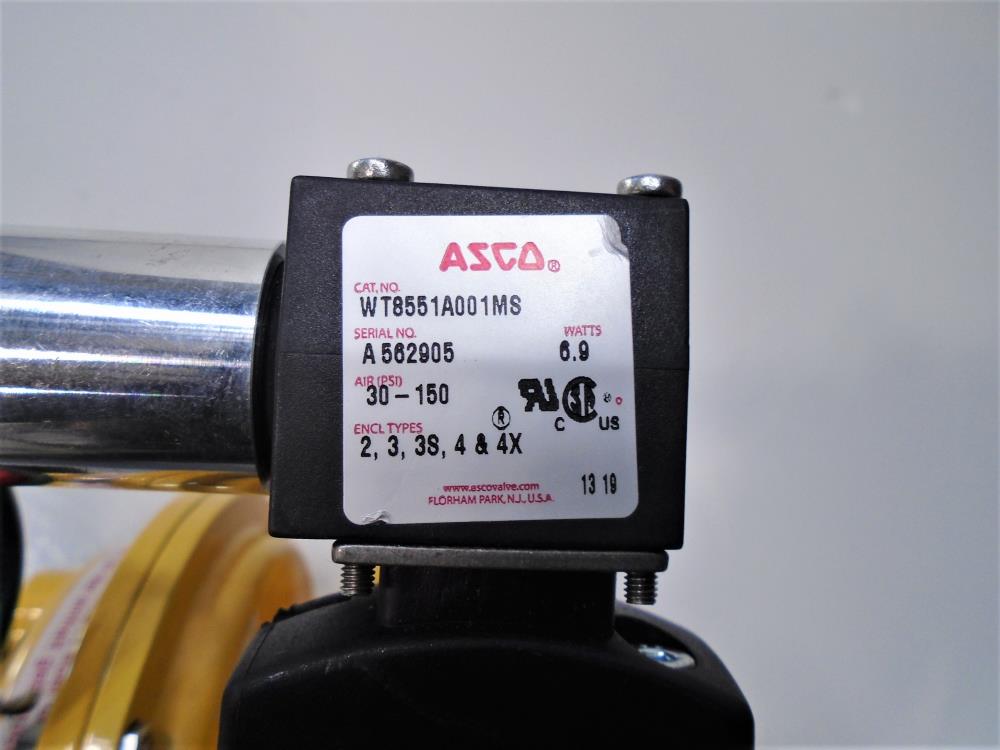 ASCO®
CAT. NO.
WT8551A001MS
SERIAL NO. WATTS
A 562905 6.9
AIR (PSI)
30 - 150
® C US
ENCL TYPES
2, 3, 3S, 4 & 4X
www.ascovalve.com
FLORHAM PARK, N.J., U.S.A. 13 19